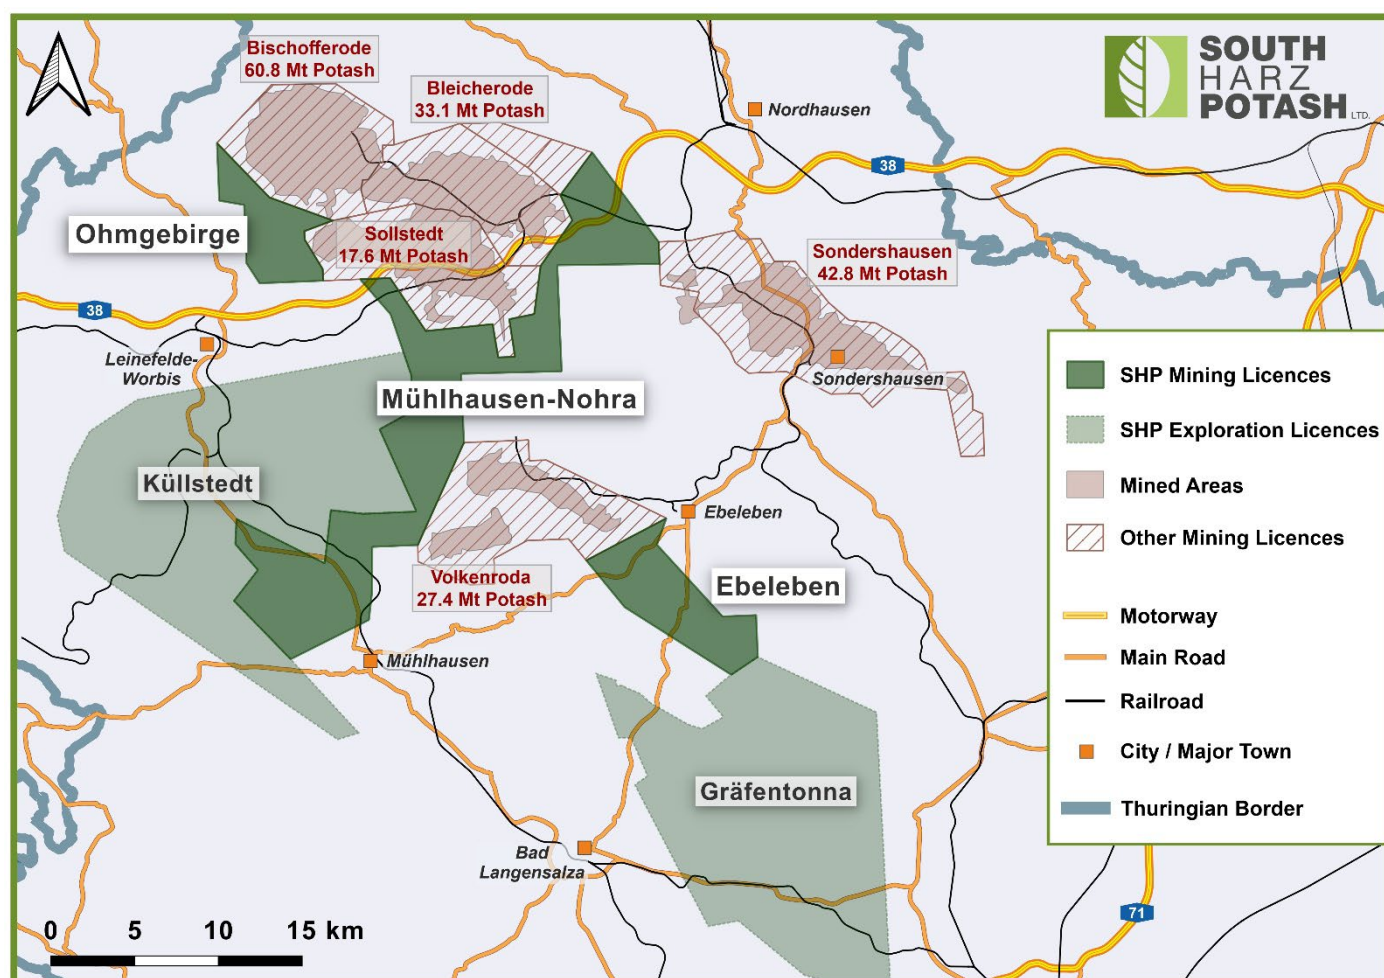 Bischofferode
60.8 Mt Potash
Bleicherode
33.1 Mt Potash
SOUTH
HARZ
POTASH LTD.
Nordhausen
38
Ohmgebirge
Sollstedt
17.6 Mt Potash
Sondershausen
42.8 Mt Potash
38
Leinefelde-
Worbis
Sondershausen
Mühlhausen-Nohra
Küllstedt
Ebeleben
Volkenroda
27.4 Mt Potash
Ebeleben
Mühlhausen
Gräfentonna
Bad
Langensalza
71
0 5 10 15 km
SHP Mining Licences
SHP Exploration Licences
Mined Areas
Other Mining Licences
Motorway
Main Road
Railroad
City / Major Town
Thuringian Border